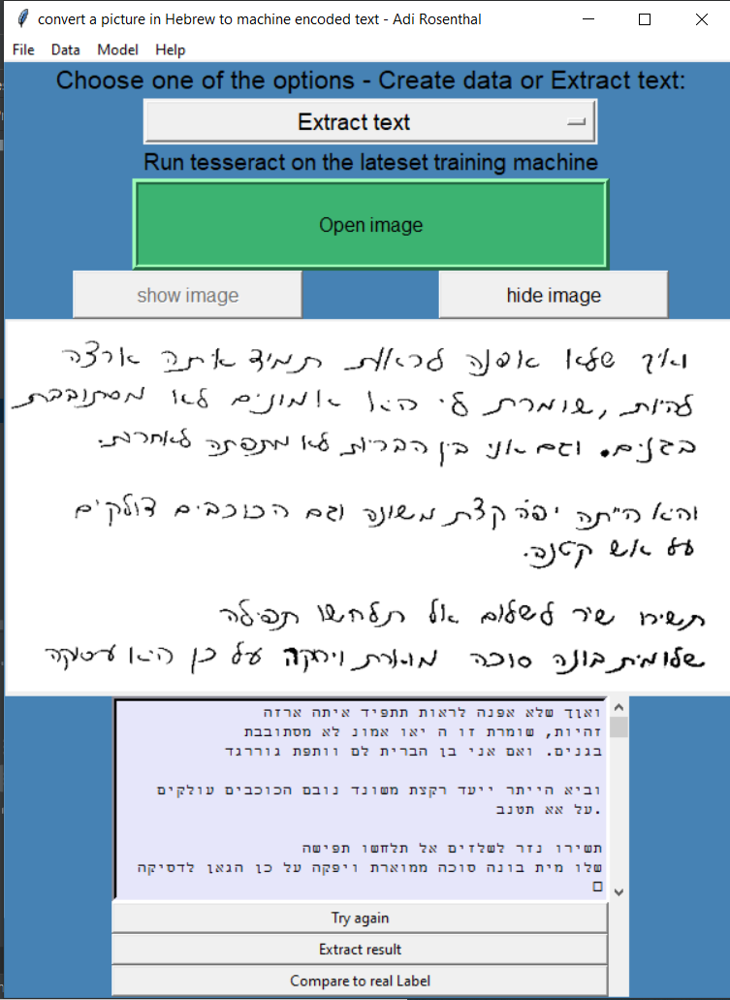 convert a picture in Hebrew to machine encoded text - Adi Rosenthal
File Data Model Help
Choose one of the options - Create data or Extract text:
Extract text
Run tesseract on the lateset training machine
Open image
show image hide image
ואיך שלא אפנה לראות תמיד איתה ארצה
להיות, שומרת לי היא אמונים לא מסתובבת
בגנים. וגם אני בין הבריות לא מתפתה לאחרות.
והיא הייתה יפה קצת משונה וגם הכוכבים דולקים
על אש קטנה.
תשירו שיר לשלום אל תלחשו תפילה
שלומית בונה סוכה מוארת וירוקה על כן היא עסוקה
ואןך שלא אפנה לראות תתפיד איתה ארזה
זהיות, שומרת זו ה יאו אמונ לא מסתובבת
בגנים. ואם אני בן הברית לם וותפת גוררגד
וביא הייתר ייעד רקצת משונד נובם הכוכבים עולקים
.על אא תטנב
תשירו נזר לשלזים אל תלחשו תפישה
שלו מית בונה סוכה ממוארת ויפקה על כן הגאן לדסיקה
Try again
Extract result
Compare to real Label